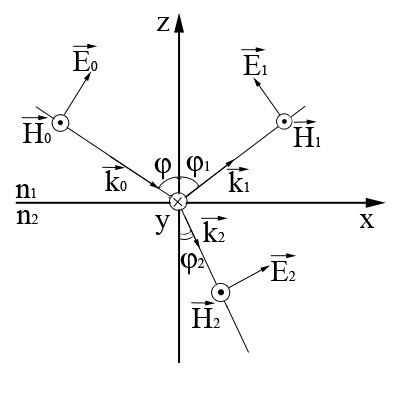 z
E₀
E₁
H₀
φ
φ₁
H₁
k₀
k₁
n₁
n₂
y
x
k₂
φ₂
E₂
H₂